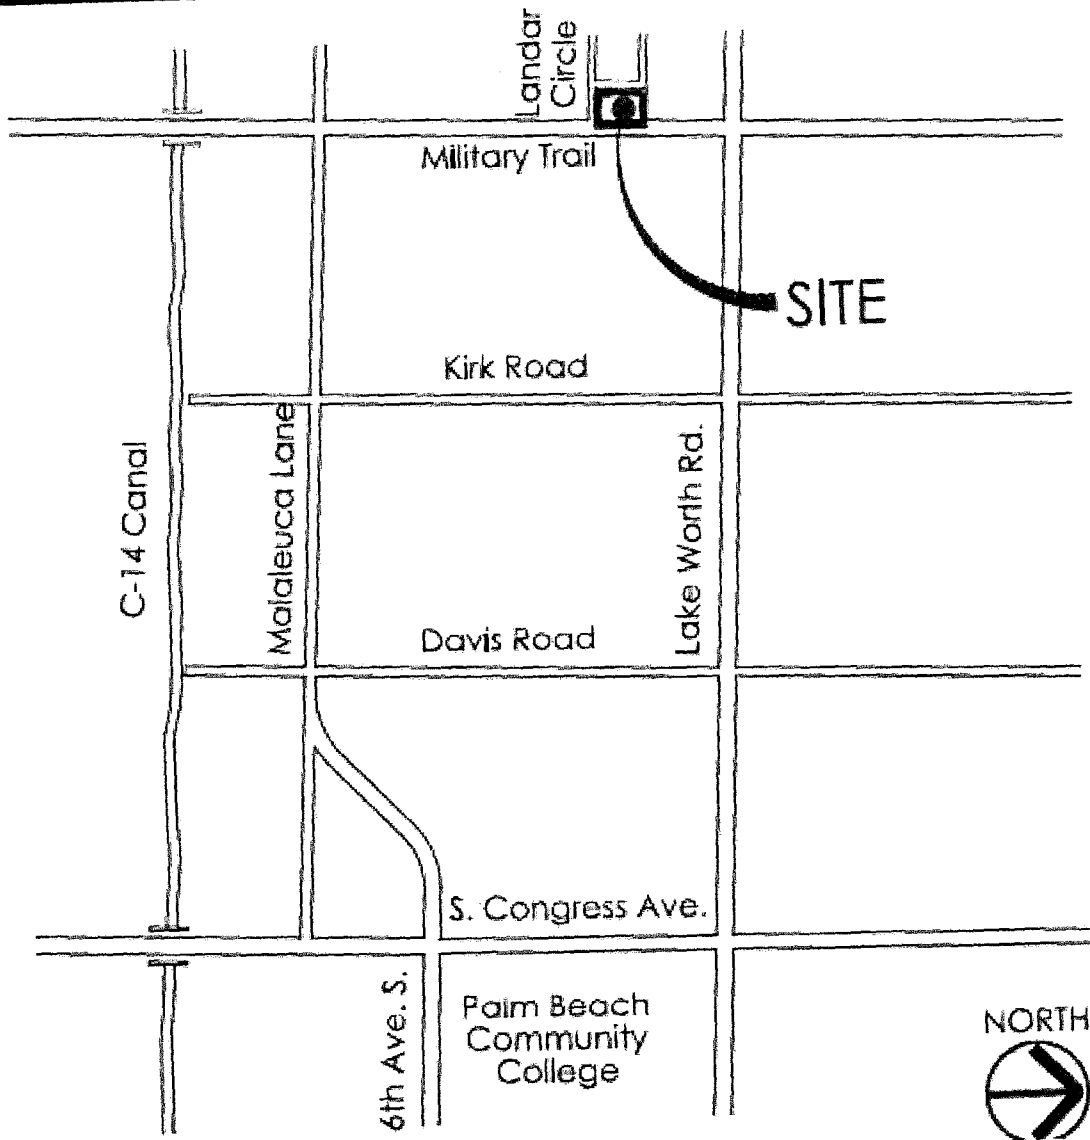 Landar
Circle
Military Trail
SITE
Kirk Road
C-14 Canal
Malaleuca Lane
Lake Worth Rd.
Davis Road
S. Congress Ave.
6th Ave. S.
Palm Beach
Community
College
NORTH